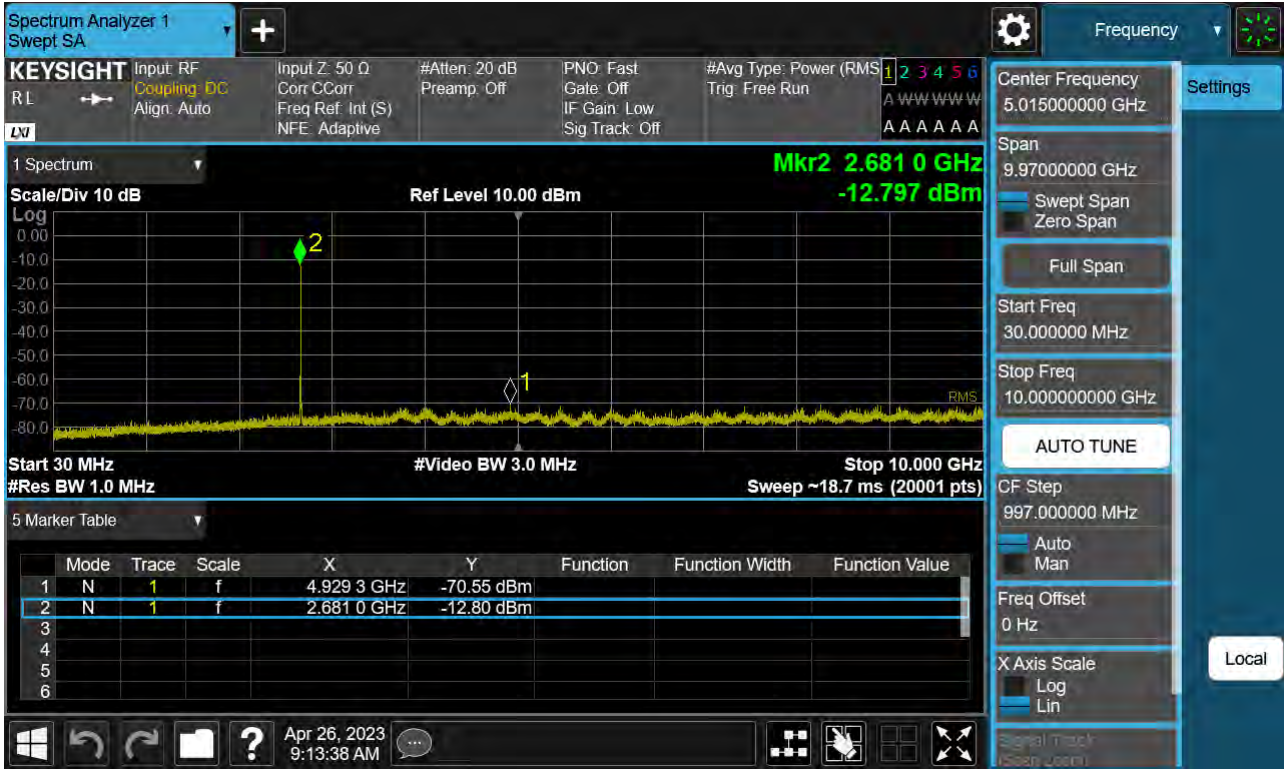 Spectrum Analyzer 1
Swept SA
Frequency
KEYSIGHT
RL
LXI
Input: RF
Coupling: DC
Align: Auto
Input Z: 50 Ω
Corr CCorr
Freq Ref: Int (S)
NFE: Adaptive
#Atten: 20 dB
Preamp: Off
PNO: Fast
Gate: Off
IF Gain: Low
Sig Track: Off
#Avg Type: Power (RMS
Trig: Free Run
1 2 3 4 5 6
A W W W W W
A A A A A A
1 Spectrum
Mkr2 2.681 0 GHz
Scale/Div 10 dB
Ref Level 10.00 dBm
-12.797 dBm
Log
0.00
-10.0
-20.0
-30.0
-40.0
-50.0
-60.0
-70.0
-80.0
2
1
RMS
Start 30 MHz
#Video BW 3.0 MHz
Stop 10.000 GHz
#Res BW 1.0 MHz
Sweep ~18.7 ms (20001 pts)
5 Marker Table
Mode Trace Scale X Y Function Function Width Function Value
1 N 1 f 4.929 3 GHz -70.55 dBm
2 N 1 f 2.681 0 GHz -12.80 dBm
3
4
5
6
Center Frequency
5.015000000 GHz
Span
9.97000000 GHz
Swept Span
Zero Span
Full Span
Start Freq
30.000000 MHz
Stop Freq
10.000000000 GHz
AUTO TUNE
CF Step
997.000000 MHz
Auto
Man
Freq Offset
0 Hz
X Axis Scale
Log
Lin
Signal Track
(Span Zoom)
Settings
Local
?
Apr 26, 2023
9:13:38 AM